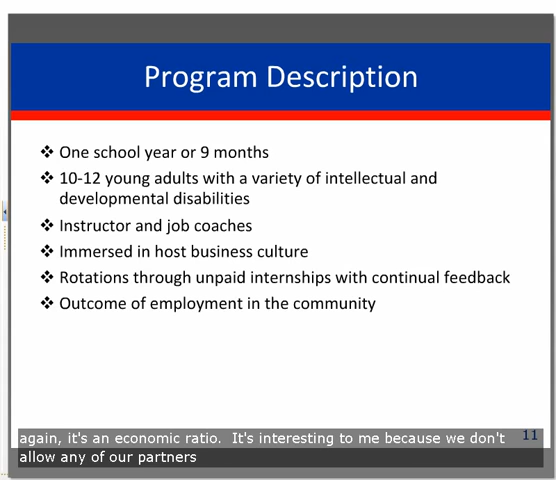 Program Description
❖ One school year or 9 months
❖ 10-12 young adults with a variety of intellectual and
developmental disabilities
❖ Instructor and job coaches
❖ Immersed in host business culture
❖ Rotations through unpaid internships with continual feedback
❖ Outcome of employment in the community
11
again, it's an economic ratio.  It's interesting to me because we don't
allow any of our partners